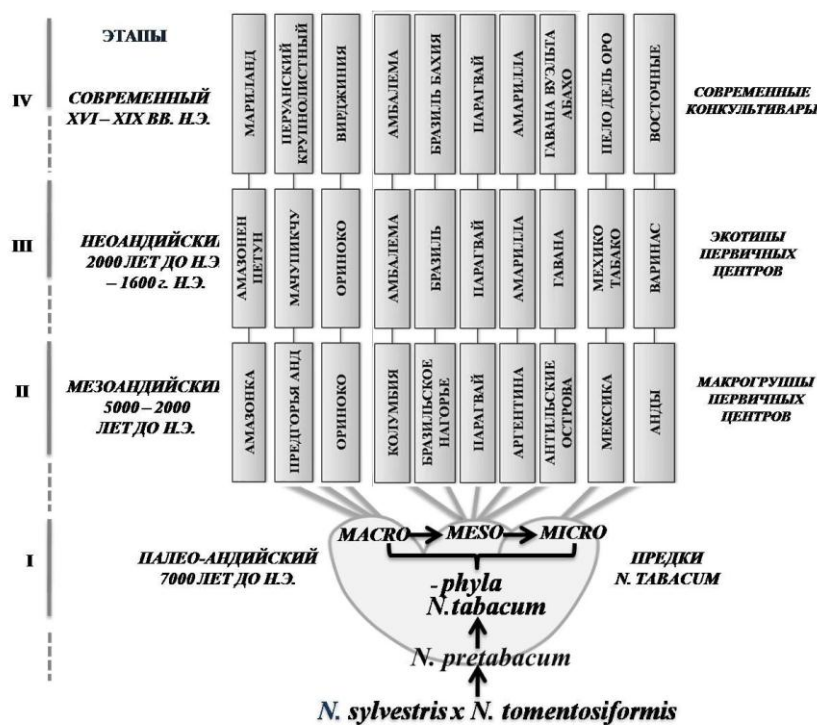 ЭТАПЫ
IV
СОВРЕМЕННЫЙ
XVI – XIX ВВ. Н.Э.
МАРИЛАНД
ПЕРУАНСКИЙ
КРУПНОЛИСТНЫЙ
ВИРДЖИНИЯ
АМБАЛЕМА
БРАЗИЛЬ БАХИЯ
ПАРАГВАЙ
АМАРИЛЛА
ГАВАНА ВУЭЛЬТА
АБАХО
ПЕЛО ДЕЛЬ ОРО
ВОСТОЧНЫЕ
СОВРЕМЕННЫЕ
КОНКУЛЬТИВАРЫ
III
НЕОАНДИЙСКИЙ
2000 ЛЕТ ДО Н.Э.
– 1600 г. Н.Э.
АМАЗОНЕН
ПЕТУН
МАЧУПИКЧУ
ОРИНОКО
АМБАЛЕМА
БРАЗИЛЬ
ПАРАГВАЙ
АМАРИЛЛА
ГАВАНА
МЕХИКО
ТАБАКО
ВАРИНАС
ЭКОТИПЫ
ПЕРВИЧНЫХ
ЦЕНТРОВ
II
МЕЗОАНДИЙСКИЙ
5000 – 2000
ЛЕТ ДО Н.Э.
АМАЗОНКА
ПРЕДГОРЬЯ АНД
ОРИНОКО
КОЛУМБИЯ
БРАЗИЛЬСКОЕ
НАГОРЬЕ
ПАРАГВАЙ
АРГЕНТИНА
АНТИЛЬСКИЕ
ОСТРОВА
МЕКСИКА
АНДЫ
МАКРОГРУППЫ
ПЕРВИЧНЫХ
ЦЕНТРОВ
I
ПАЛЕО-АНДИЙСКИЙ
7000 ЛЕТ ДО Н.Э.
MACRO MESO MICRO
-phyla
N.tabacum
ПРЕДКИ
N. TABACUM
N. pretabacum
N. sylvestris x N. tomentosiformis